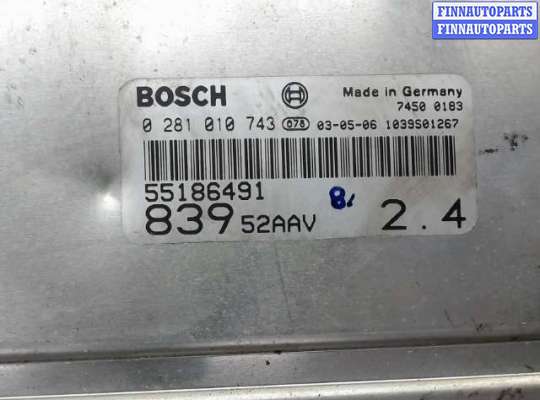 FINNAUTOPARTS
FINNAUTOPARTS
BOSCH Made in Germany
7450 0183
0 281 010 743 078 03-05-06 1039S01267
55186491
8.
839 52AAV 2.4